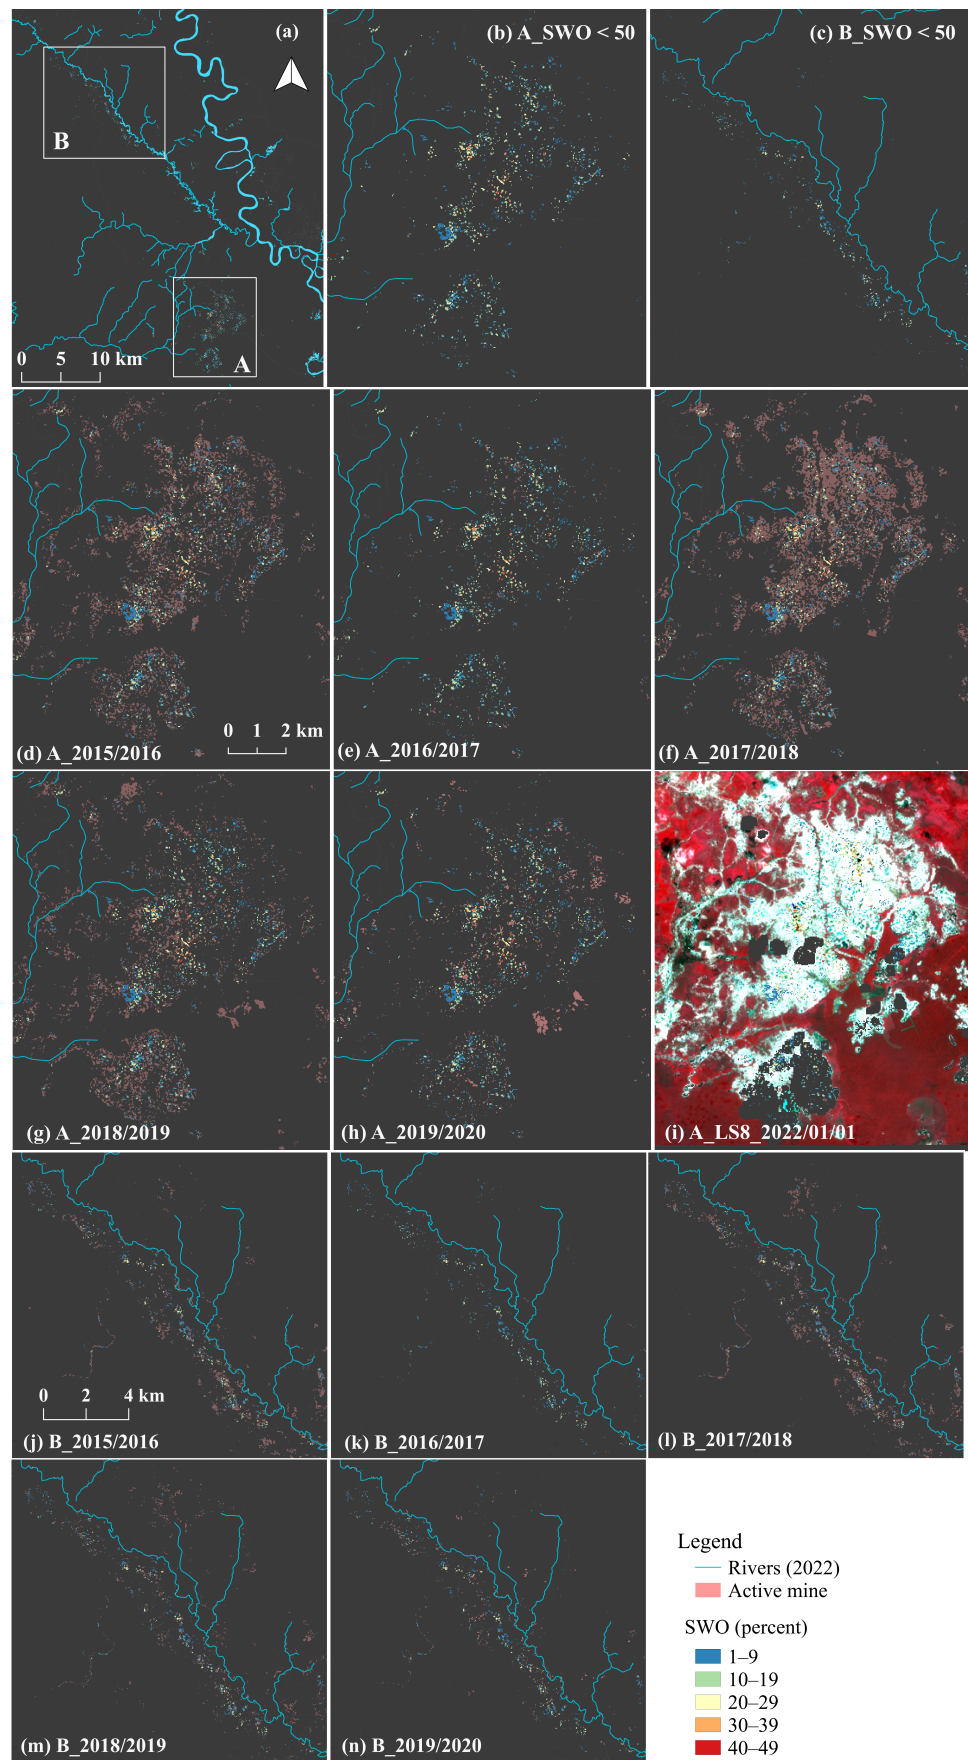 (a)
B
A
0 5 10 km
(b) A_SWO < 50
(c) B_SWO < 50
(d) A_2015/2016
0 1 2 km
(e) A_2016/2017
(f) A_2017/2018
(g) A_2018/2019
(h) A_2019/2020
(i) A_LS8_2022/01/01
0 2 4 km
(j) B_2015/2016
(k) B_2016/2017
(l) B_2017/2018
(m) B_2018/2019
(n) B_2019/2020
Legend
Rivers (2022)
Active mine
SWO (percent)
1–9
10–19
20–29
30–39
40–49